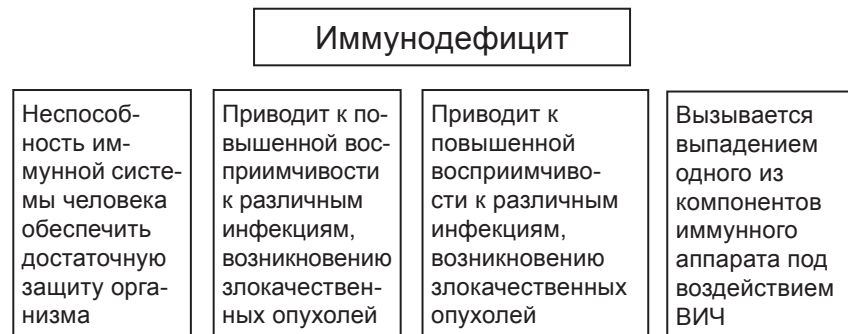 Иммунодефицит
Неспособ-
ность им-
мунной систе-
мы человека
обеспечить
достаточную
защиту орга-
низма
Приводит к по-
вышенной вос-
приимчивости
к различным
инфекциям,
возникновению
злокачествен-
ных опухолей
Приводит к
повышенной
восприимчиво-
сти к различным
инфекциям,
возникновению
злокачественных
опухолей
Вызывается
выпадением
одного из
компонентов
иммунного
аппарата под
воздействием
ВИЧ